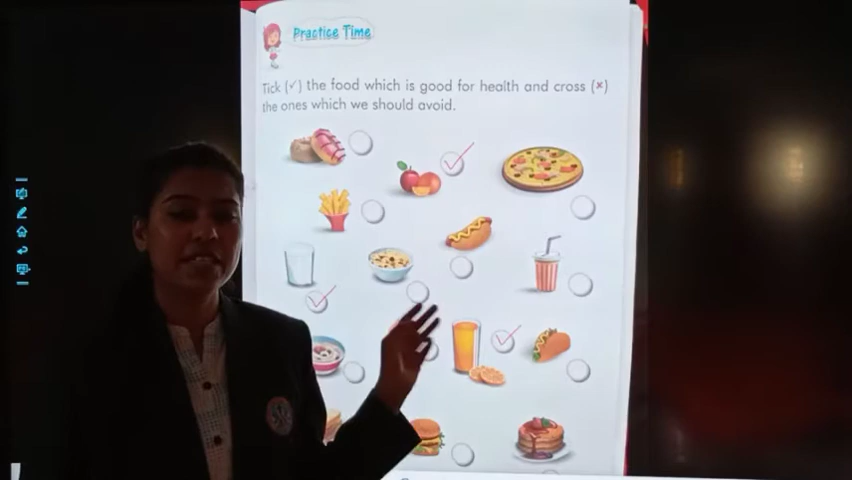 Practice Time
Tick (✓) the food which is good for health and cross (×)
the ones which we should avoid.